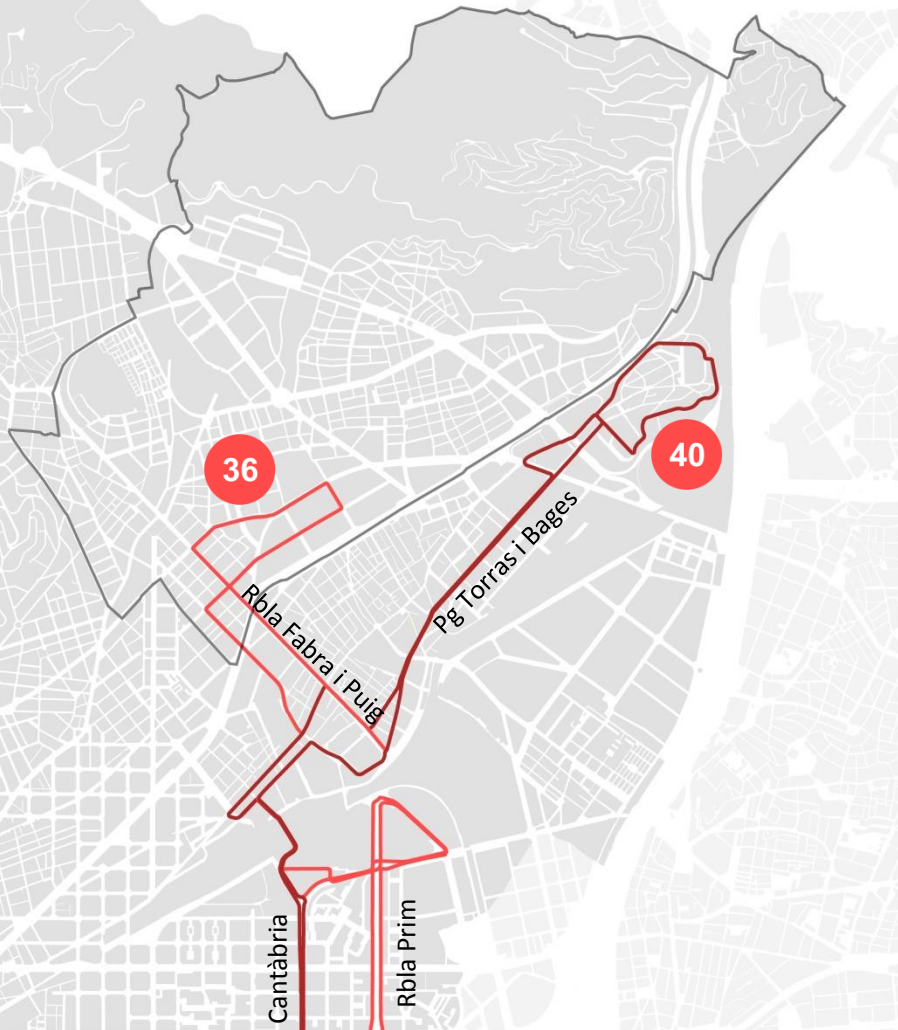 36
40
Pg Torras i Bages
Rbla Fabra i Puig
Cantàbria
Rbla Prim